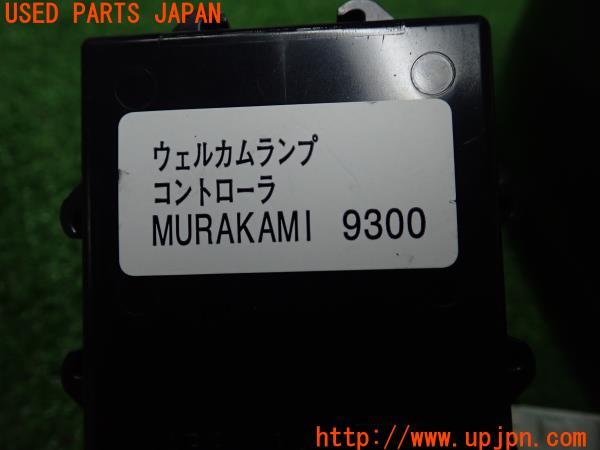 USED PARTS JAPAN
ウェルカムランプ
コントローラ
MURAKAMI 9300
http://www.upjpn.com